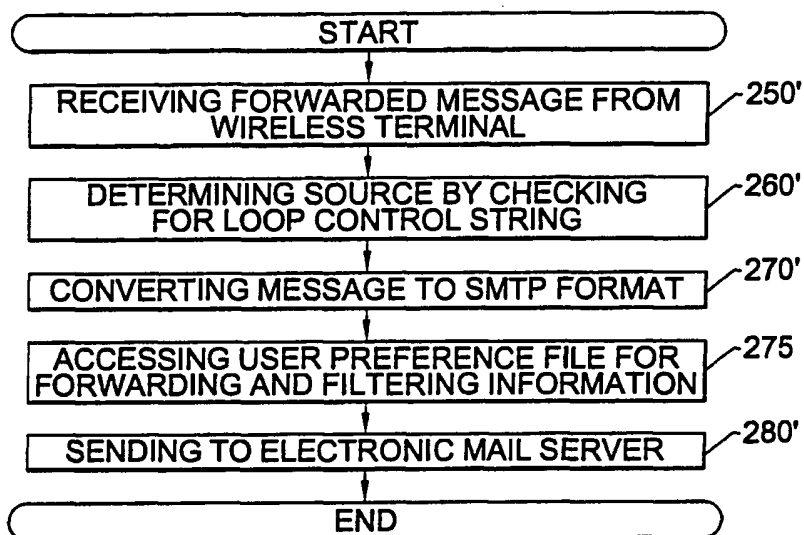 START
RECEIVING FORWARDED MESSAGE FROM
WIRELESS TERMINAL
250'
DETERMINING SOURCE BY CHECKING
FOR LOOP CONTROL STRING
260'
CONVERTING MESSAGE TO SMTP FORMAT
270'
ACCESSING USER PREFERENCE FILE FOR
FORWARDING AND FILTERING INFORMATION
275
SENDING TO ELECTRONIC MAIL SERVER
280'
END